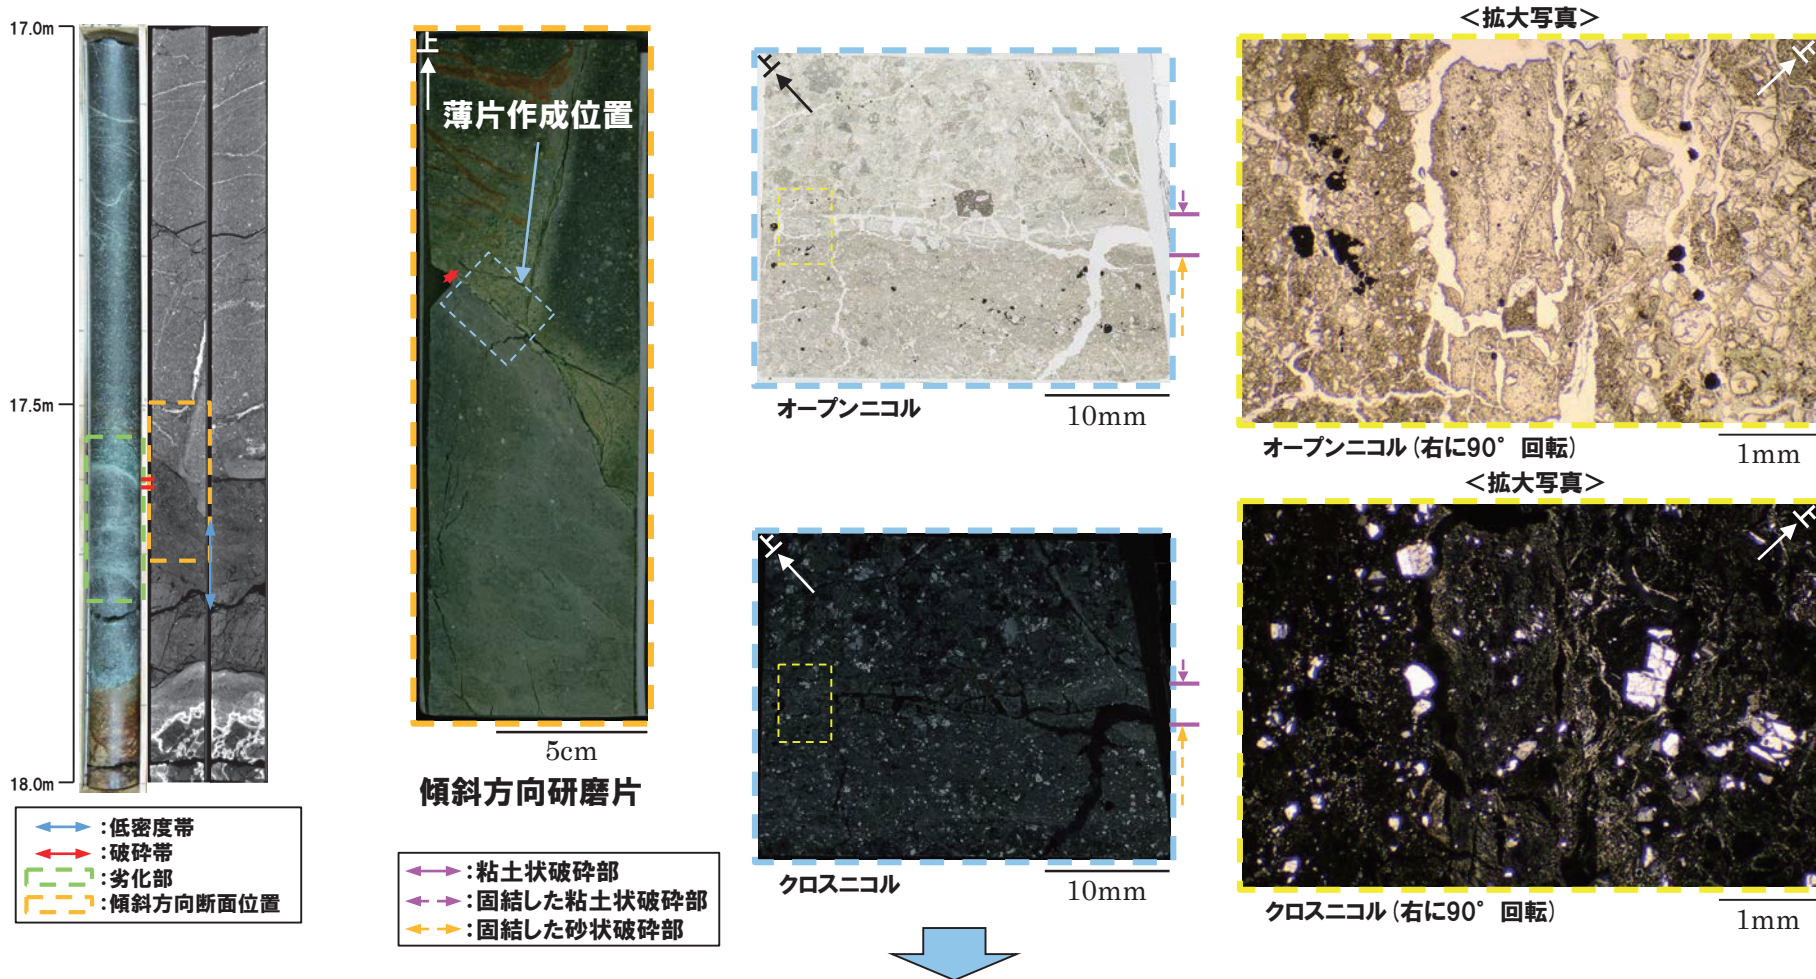 17.0m
17.5m
18.0m
:低密度帯
:破砕帯
:劣化部
:傾斜方向断面位置
上
薄片作成位置
5cm
傾斜方向研磨片
:粘土状破砕部
:固結した粘土状破砕部
:固結した砂状破砕部
上
オープンニコル
10mm
上
クロスニコル
10mm
<拡大写真>
上
オープンニコル(右に90°回転)
1mm
<拡大写真>
上
クロスニコル(右に90°回転)
1mm